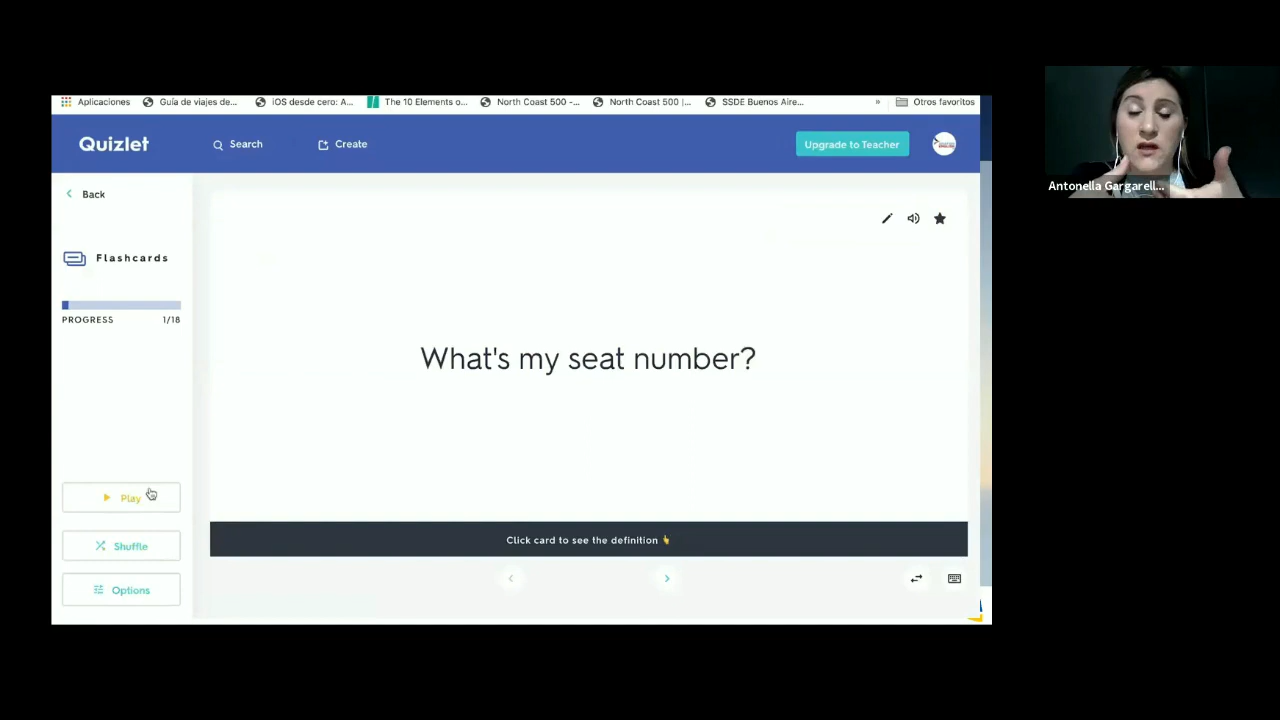 Aplicaciones Guía de viajes de... iOS desde cero: A... The 10 Elements o... North Coast 500 -... North Coast 500 |... SSDE Buenos Aire... » Otros favoritos
Quizlet Search Create Upgrade to Teacher
Back
Flashcards
PROGRESS 1/18
What's my seat number?
Play
Shuffle
Options
Click card to see the definition
Antonella Gargarell...